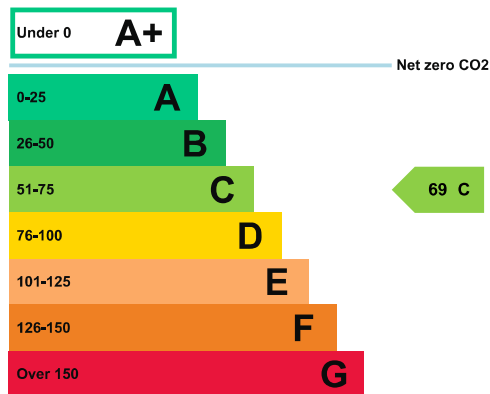 Under 0 A+
Net zero CO2
0-25 A
26-50 B
51-75 C
69 C
76-100 D
101-125 E
126-150 F
Over 150 G